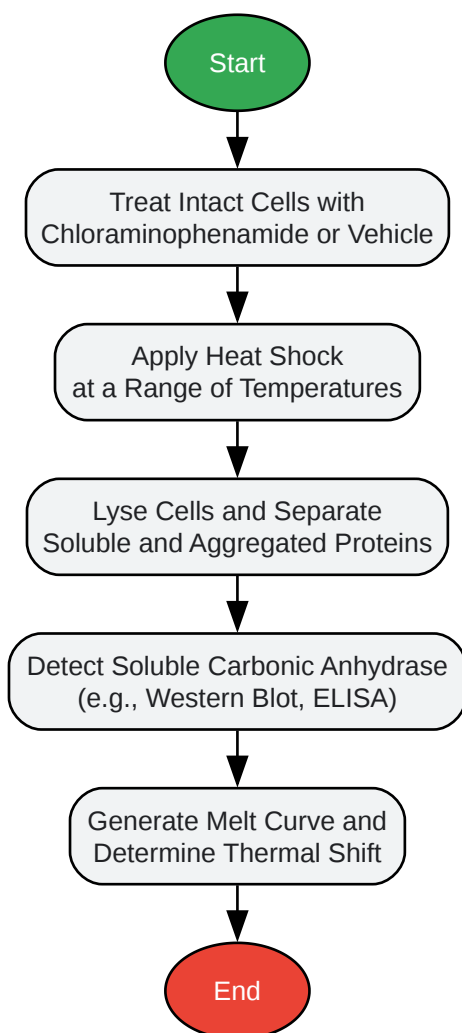 Start
Treat Intact Cells with
Chloraminophenamide or Vehicle
Apply Heat Shock
at a Range of Temperatures
Lyse Cells and Separate
Soluble and Aggregated Proteins
Detect Soluble Carbonic Anhydrase
(e.g., Western Blot, ELISA)
Generate Melt Curve and
Determine Thermal Shift
End